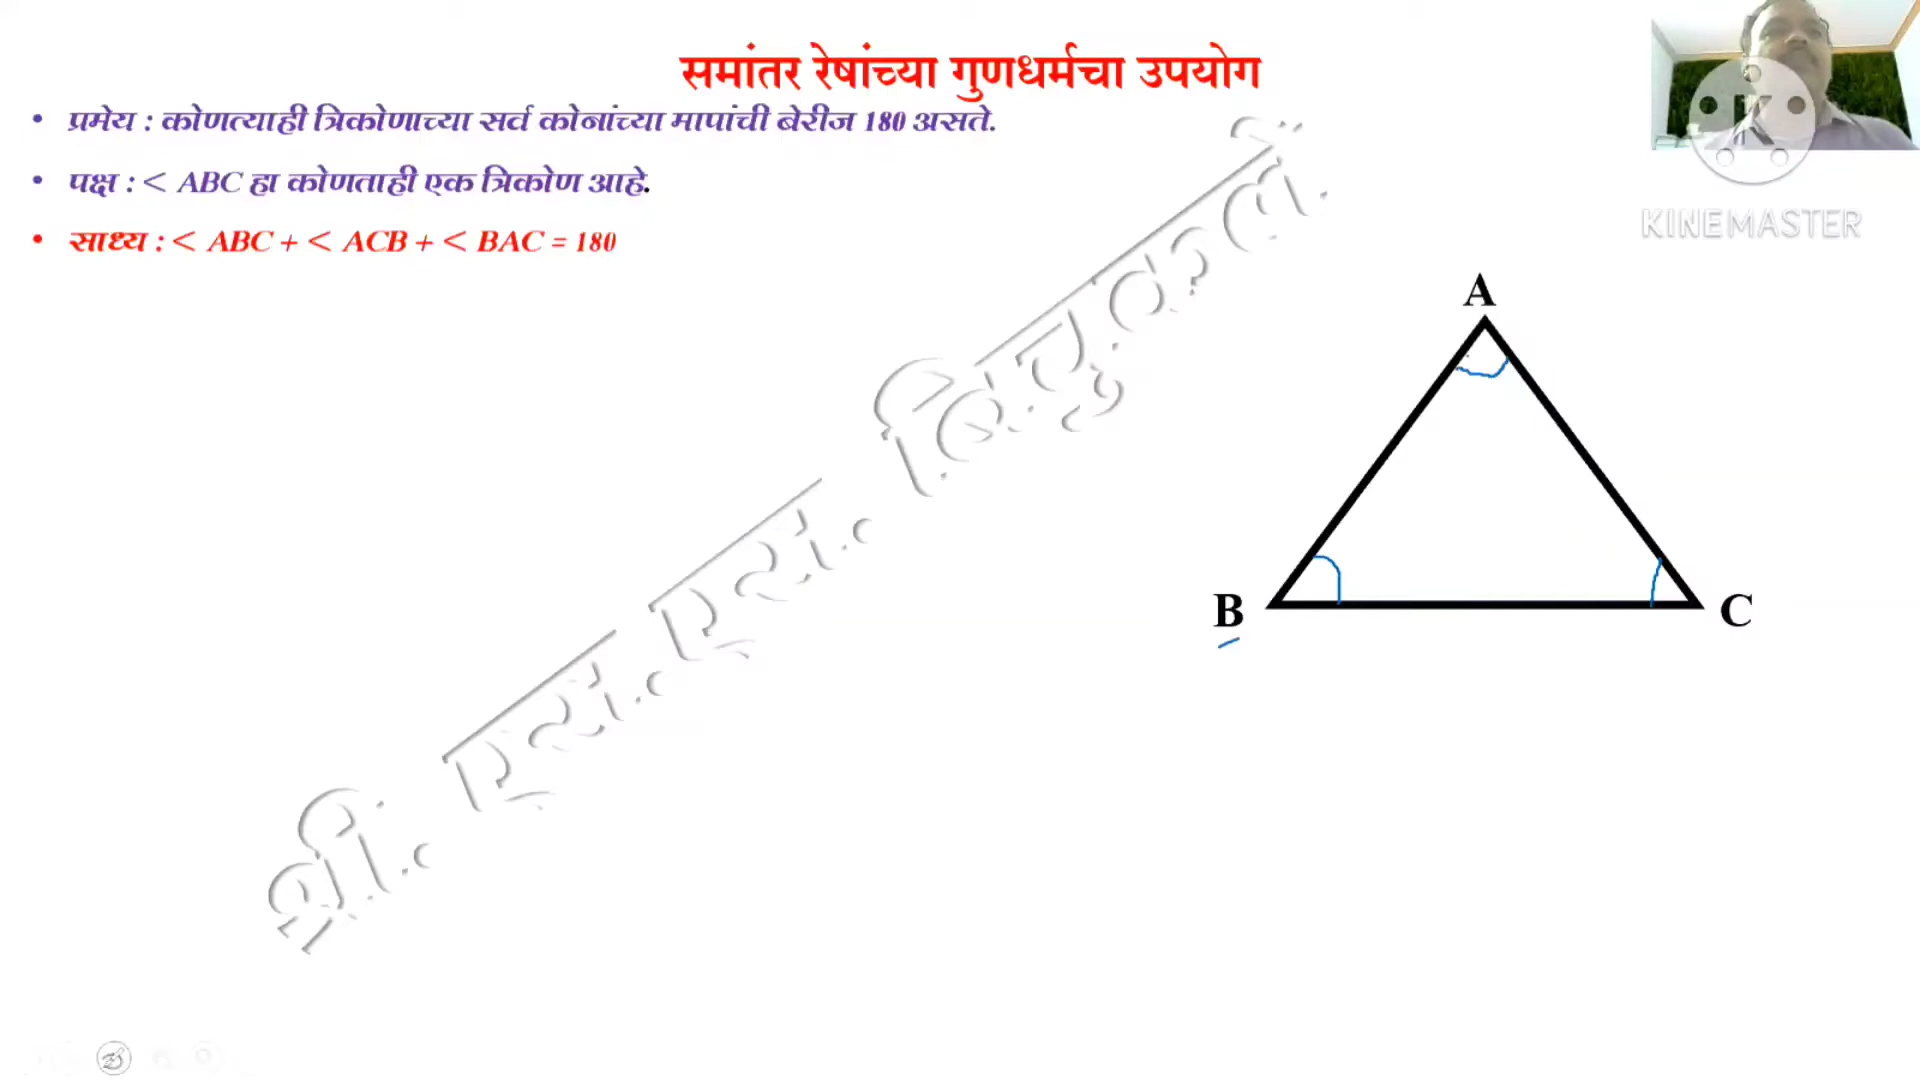 समांतर रेषांच्या गुणधर्मचा उपयोग
• प्रमेय : कोणत्याही त्रिकोणाच्या सर्व कोनांच्या मापांची बेरीज 180 असते.
• पक्ष : < ABC हा कोणताही एक त्रिकोण आहे.
• साध्य : < ABC + < ACB + < BAC = 180
KINEMASTER
A
B
C
श्री. एस. एस.